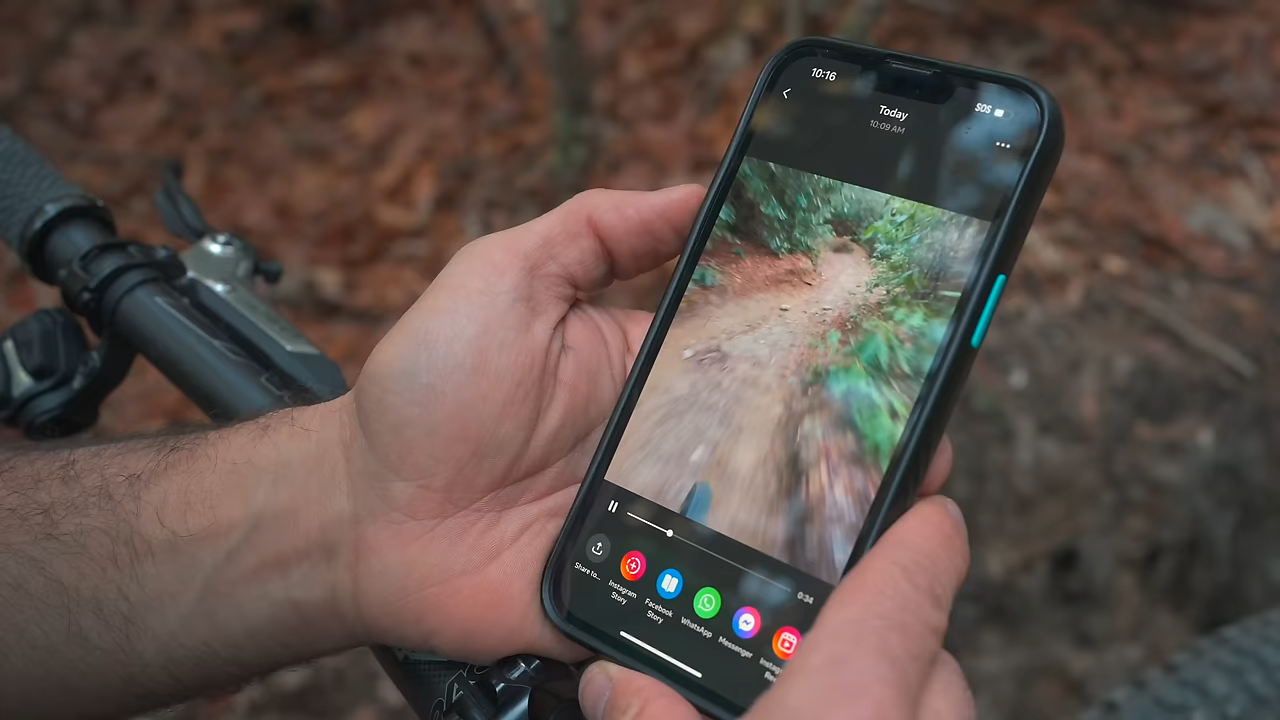 10:16
SOS
Today
10:09 AM
0:34
Share to...
Instagram
Story
Facebook
Story
WhatsApp
Messenger